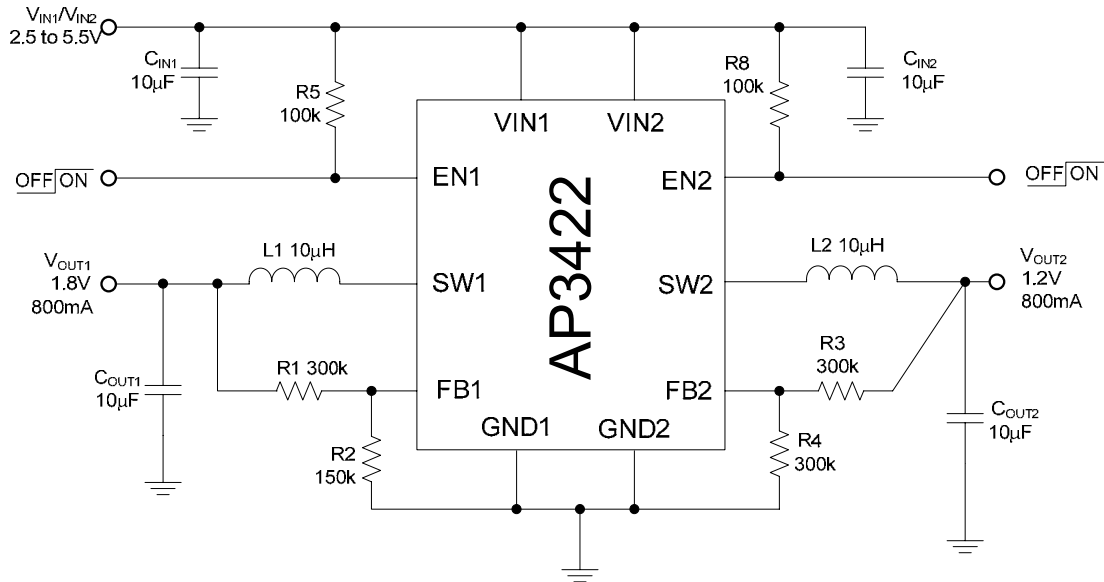 VIN1/VIN2
2.5 to 5.5V
CIN1
10μF
R5
100k
R8
100k
CIN2
10μF
VIN1 VIN2
OFF ON
EN1
EN2
OFF ON
AP3422
L1 10μH
L2 10μH
VOUT1
1.8V
800mA
SW1
SW2
VOUT2
1.2V
800mA
COUT1
10μF
R1 300k
FB1
FB2
R3
300k
COUT2
10μF
GND1 GND2
R2
150k
R4
300k